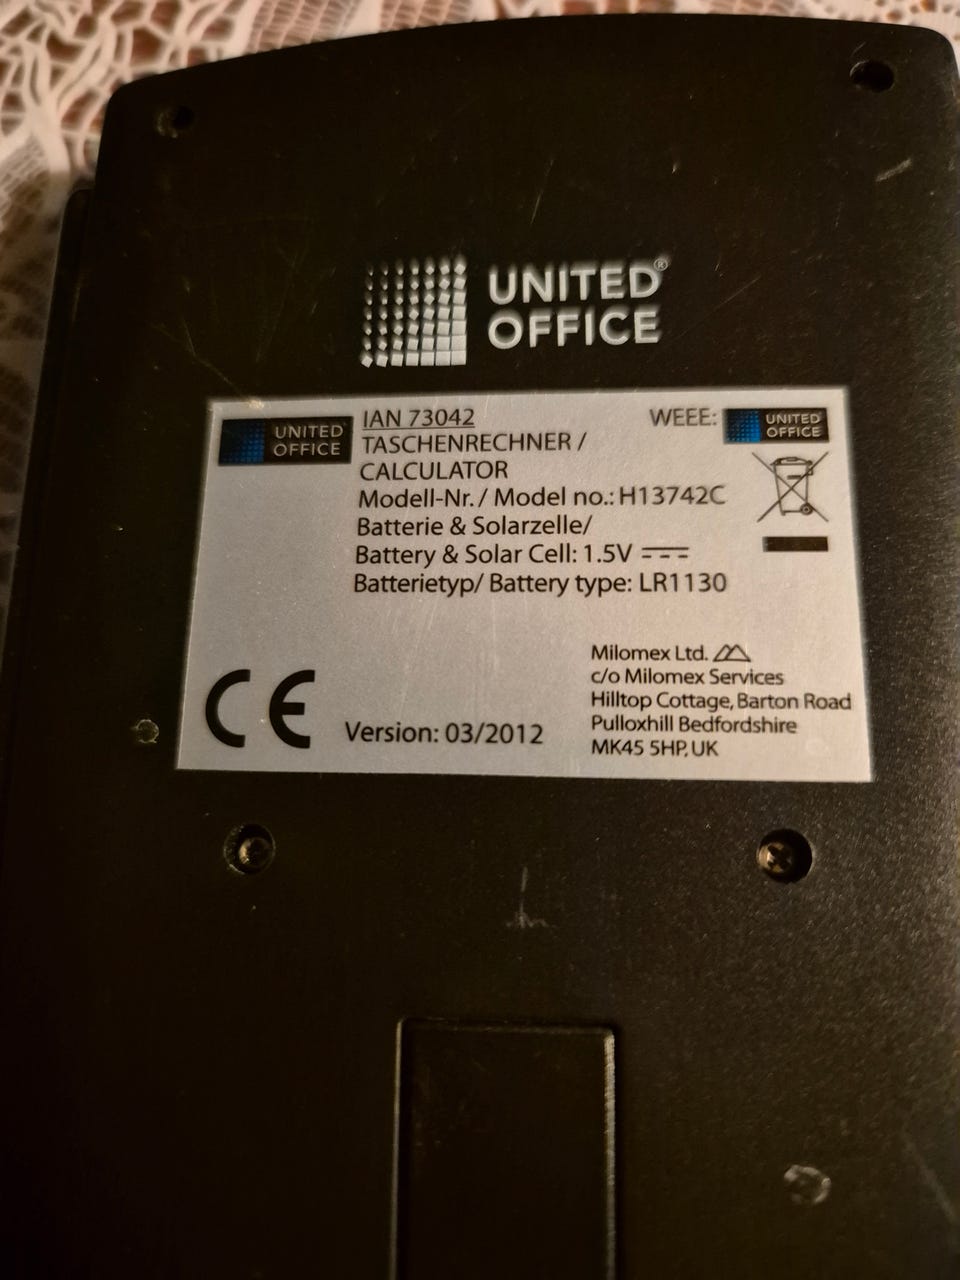 UNITED®
OFFICE
UNITED
OFFICE
IAN 73042
WEEE:
UNITED
OFFICE
TASCHENRECHNER /
CALCULATOR
Modell-Nr. / Model no.: H13742C
Batterie & Solarzelle/
Battery & Solar Cell: 1.5V
Batterietyp/ Battery type: LR1130
Milomex Ltd.
c/o Milomex Services
Hilltop Cottage, Barton Road
Pulloxhill Bedfordshire
MK45 5HP, UK
CE
Version: 03/2012